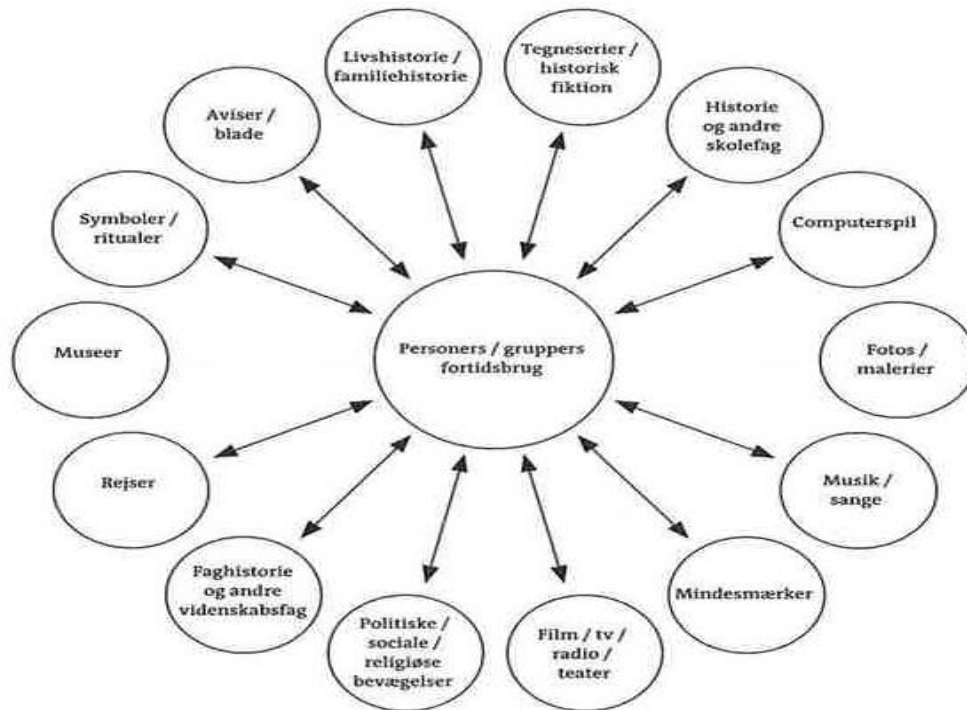 Livshistorie /
familiehistorie
Tegneserier /
historisk
fiktion
Aviser /
blade
Historie
og andre
skolefag
Symboler /
ritualer
Computerspil
Museer
Personers / gruppers
fortidsbrug
Fotos /
malerier
Rejser
Musik /
sange
Faghistorie
og andre
videnskabsfag
Mindesmærker
Politiske /
sociale /
religiøse
bevægelser
Film / tv /
radio /
teater